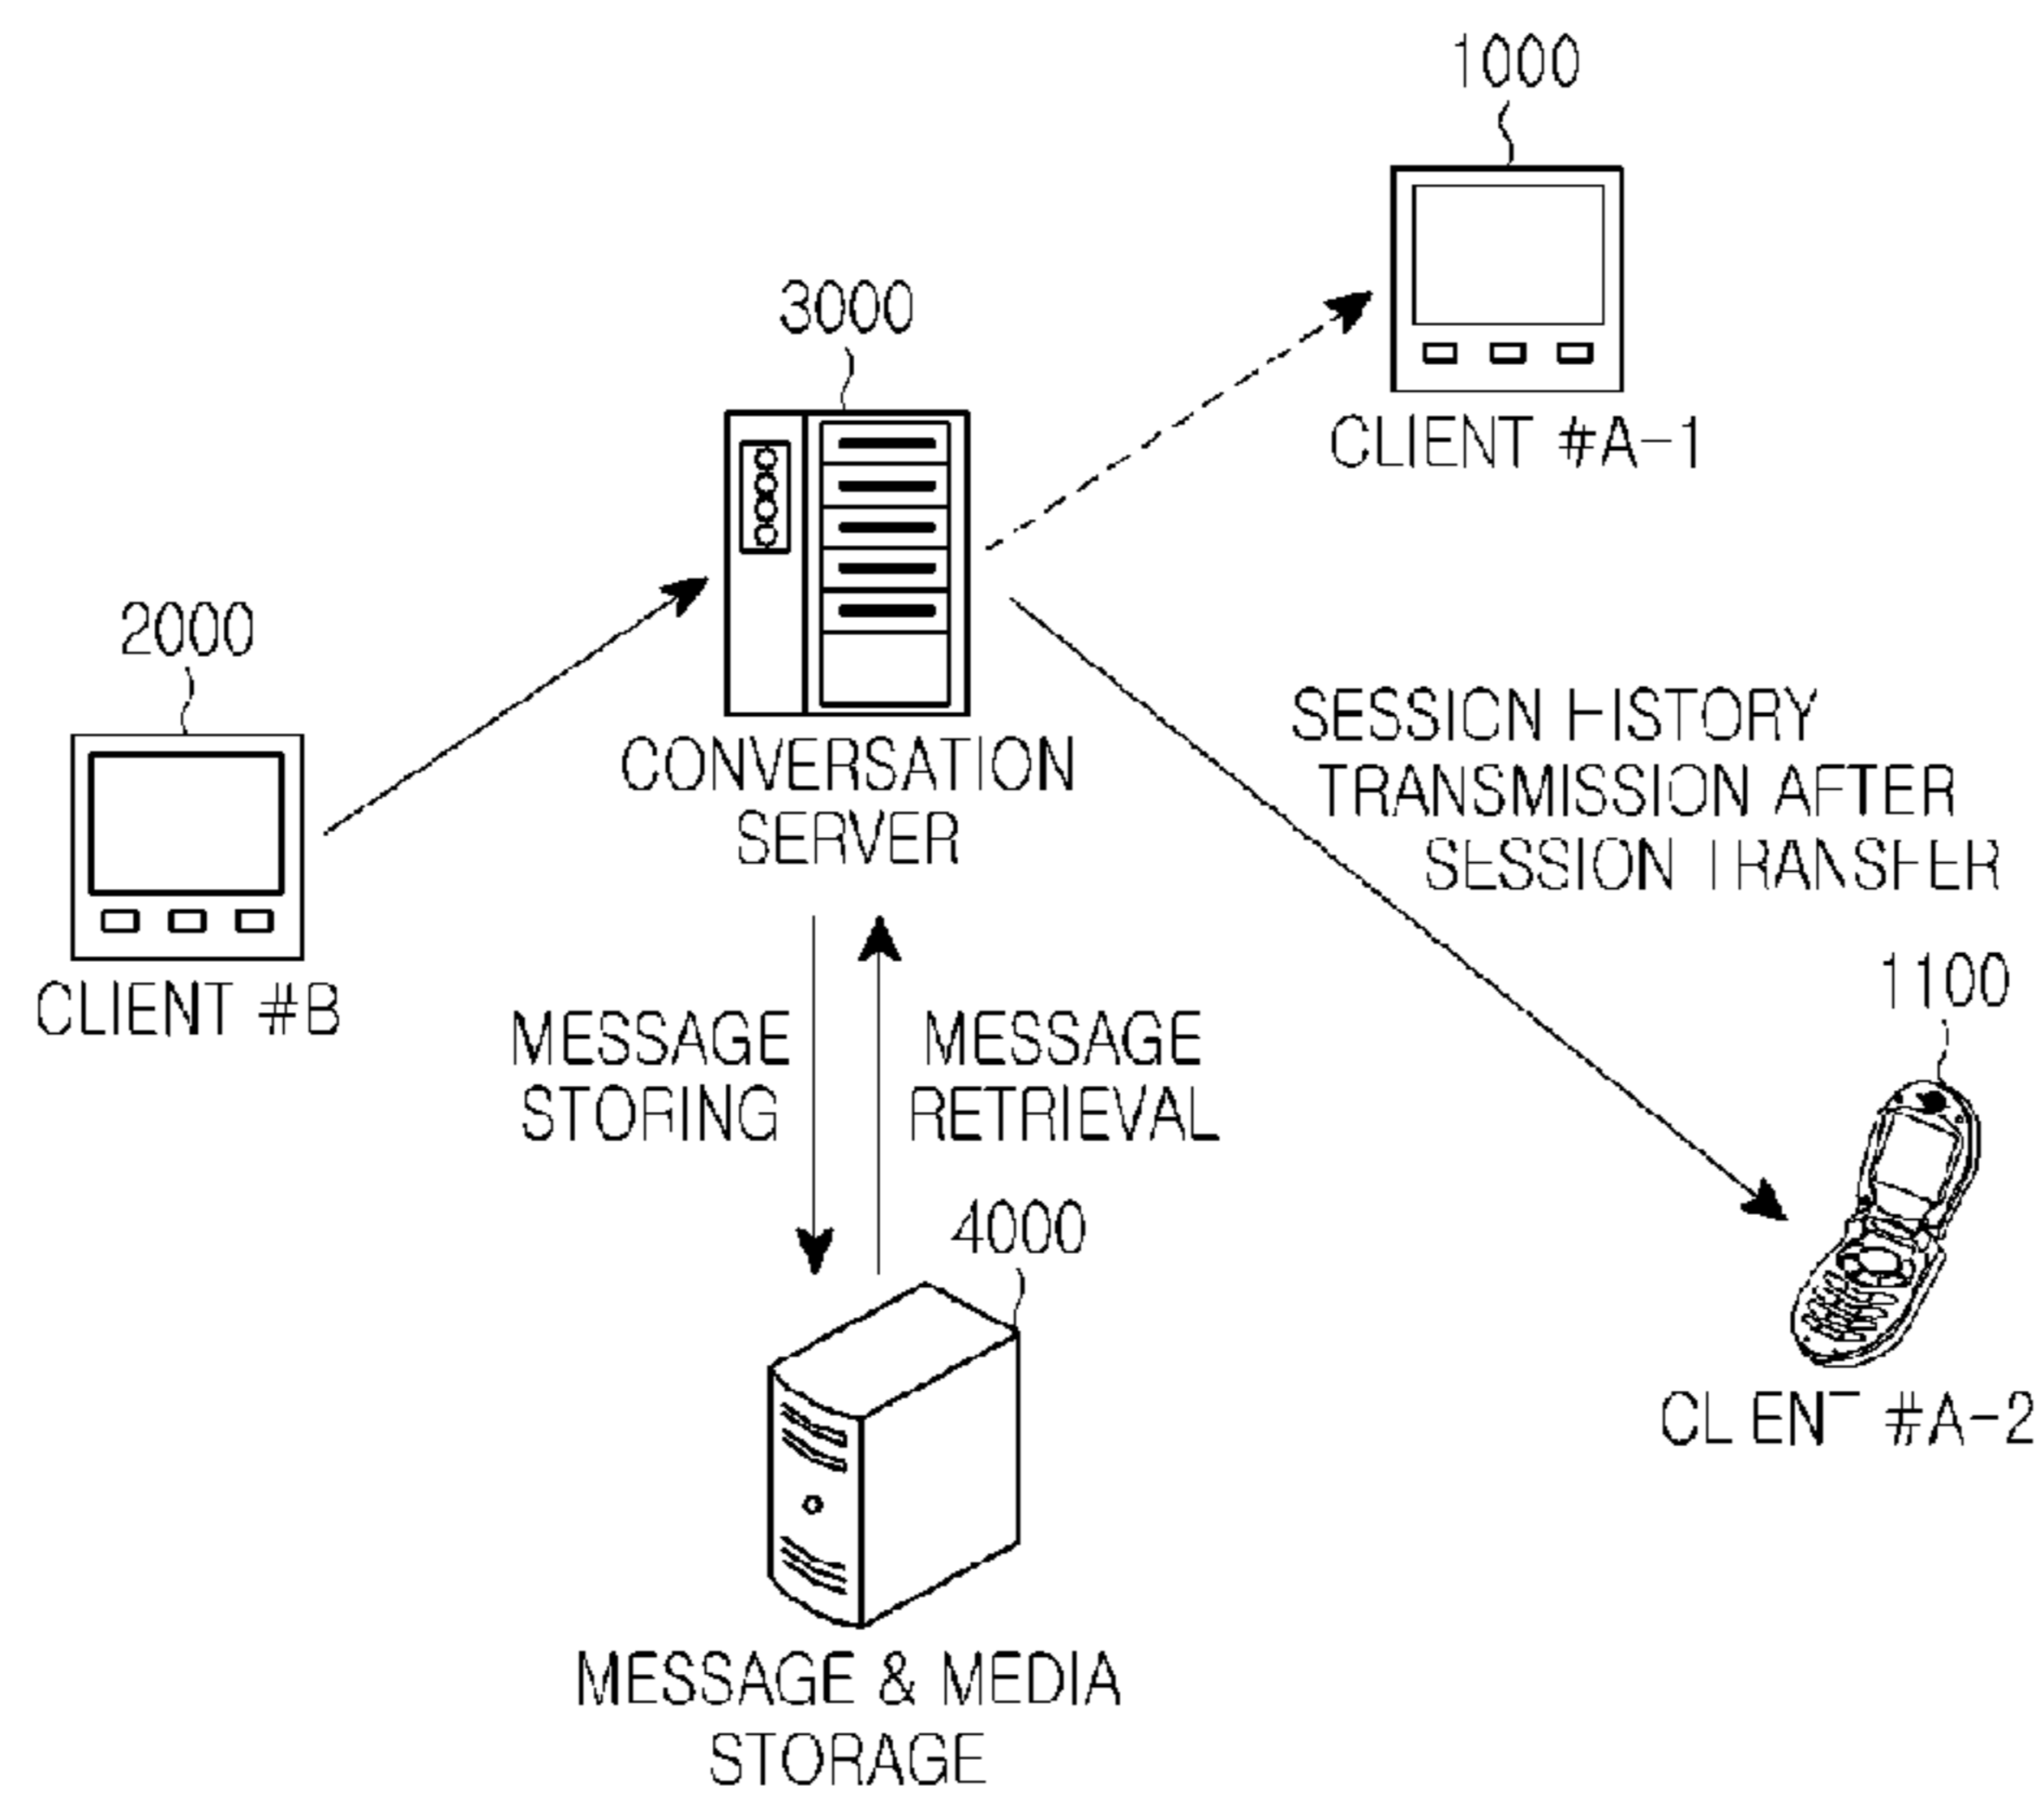 1000
3000
CLIENT #A-1
2000
SESSION HISTORY
TRANSMISSION AFTER
SESSION TRANSFER
CONVERSATION
SERVER
1100
CLIENT #B
MESSAGE
STORING
MESSAGE
RETRIEVAL
4000
CLIENT #A-2
MESSAGE & MEDIA
STORAGE